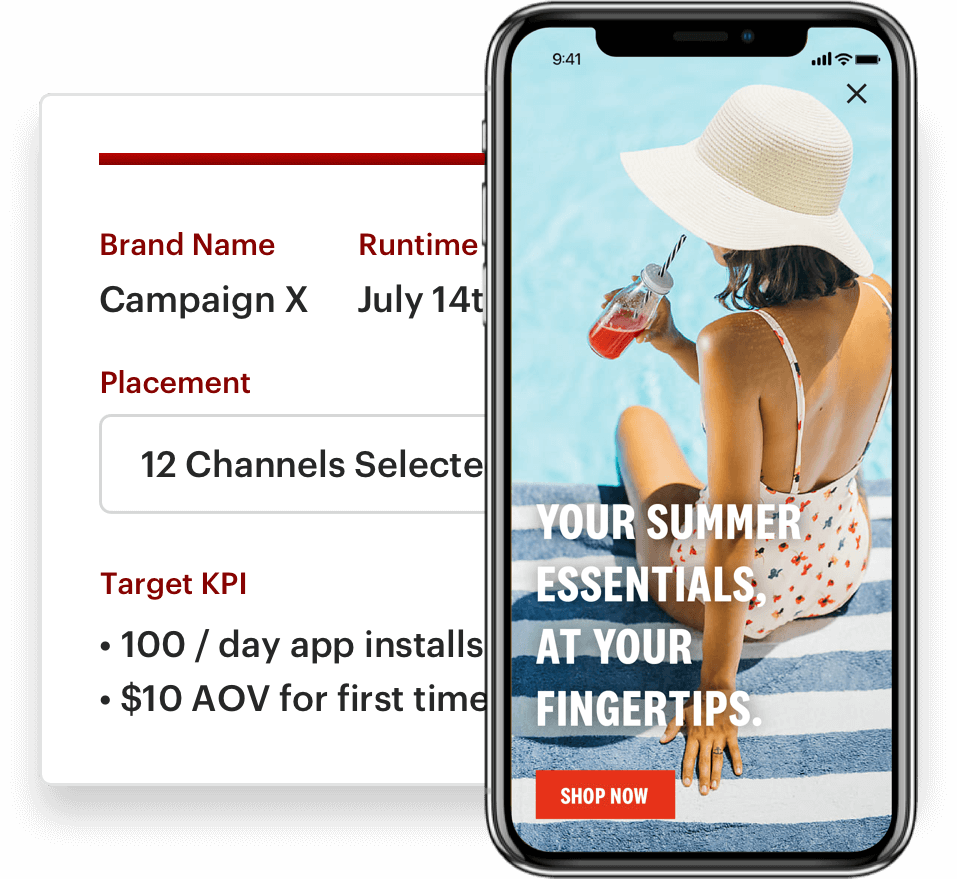 Brand Name
Runtime
Campaign X
July 14t
Placement
12 Channels Selecte
Target KPI
• 100 / day app installs
• $10 AOV for first time
9:41
YOUR SUMMER
ESSENTIALS,
AT YOUR
FINGERTIPS.
SHOP NOW